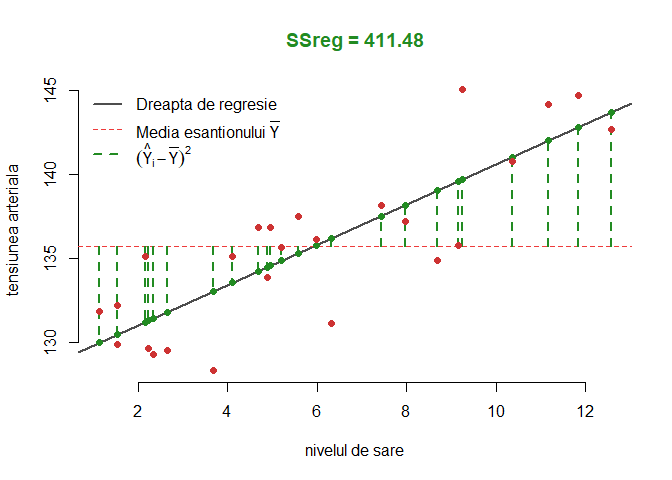 SSreg = 411.48
Dreapta de regresie
Media esantionului Y̅
(Ŷᵢ – Y̅)²
tensiunea arteriala
145
140
135
130
2 4 6 8 10 12
nivelul de sare